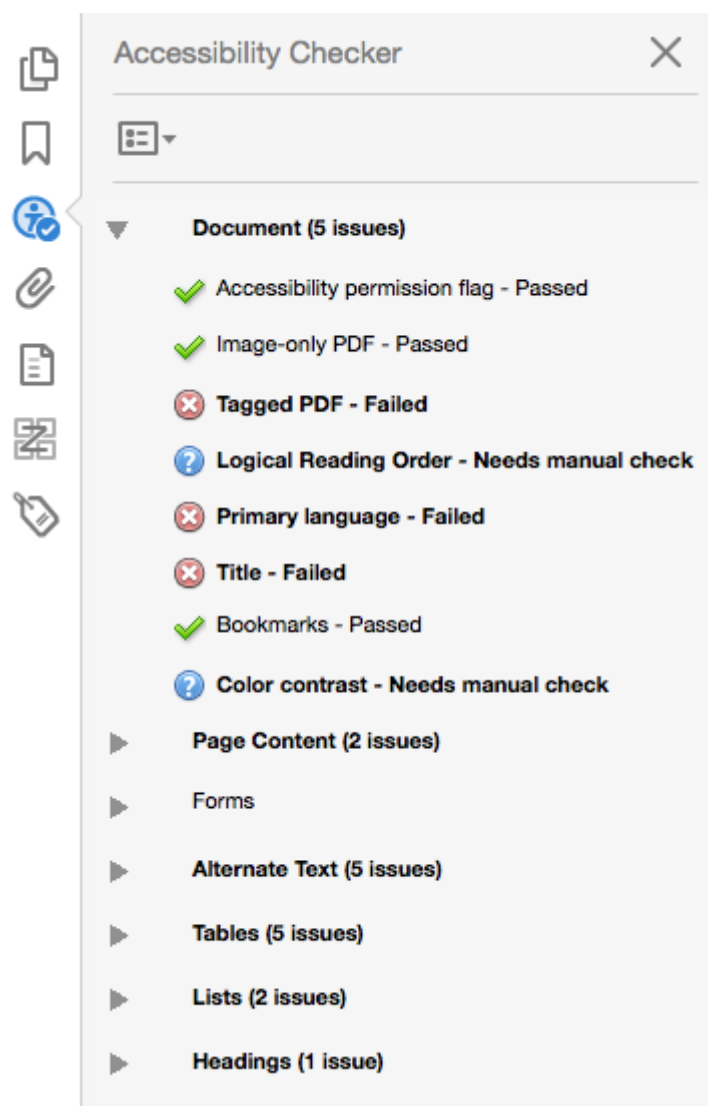 Accessibility Checker
Document (5 issues)
Accessibility permission flag - Passed
Image-only PDF - Passed
Tagged PDF - Failed
Logical Reading Order - Needs manual check
Primary language - Failed
Title - Failed
Bookmarks - Passed
Color contrast - Needs manual check
Page Content (2 issues)
Forms
Alternate Text (5 issues)
Tables (5 issues)
Lists (2 issues)
Headings (1 issue)